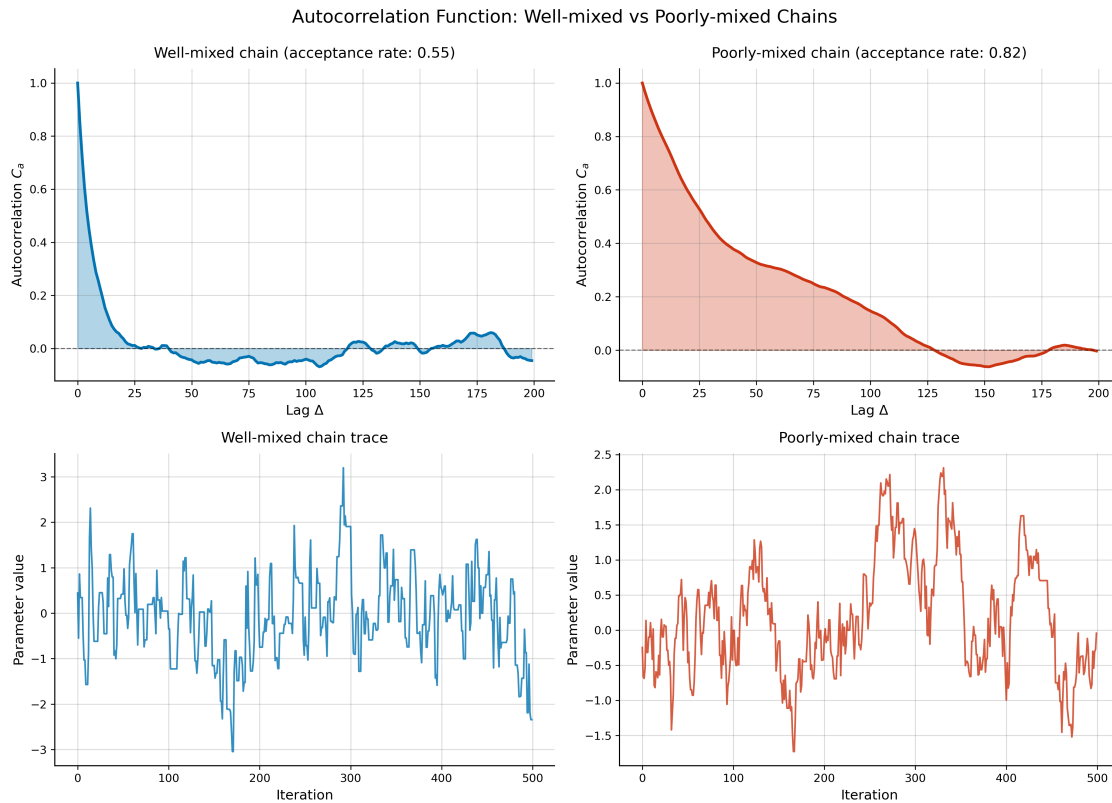 Autocorrelation Function: Well-mixed vs Poorly-mixed Chains
Well-mixed chain (acceptance rate: 0.55)
Autocorrelation $C_a$
1.0
0.8
0.6
0.4
0.2
0.0
0 25 50 75 100 125 150 175 200
Lag Δ
Poorly-mixed chain (acceptance rate: 0.82)
Autocorrelation $C_a$
1.0
0.8
0.6
0.4
0.2
0.0
0 25 50 75 100 125 150 175 200
Lag Δ
Well-mixed chain trace
Parameter value
3
2
1
0
−1
−2
−3
0 100 200 300 400 500
Iteration
Poorly-mixed chain trace
Parameter value
2.5
2.0
1.5
1.0
0.5
0.0
−0.5
−1.0
−1.5
0 100 200 300 400 500
Iteration